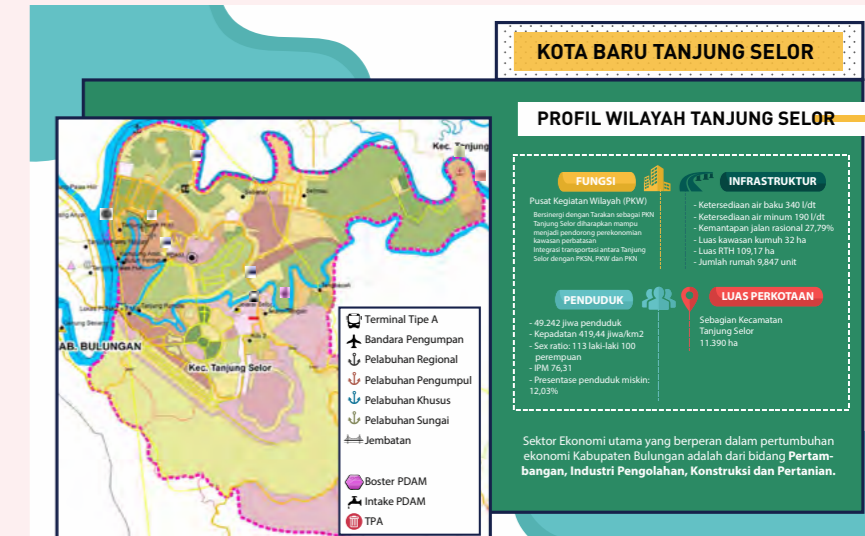 KOTA BARU TANJUNG SELOR
PROFIL WILAYAH TANJUNG SELOR
FUNGSI
Pusat Kegiatan Wilayah (PKW)
Bersinergi dengan Tarakan sebagai PKN
Tanjung Selor diharapkan mampu
menjadi pendorong perekonomian
kawasan perbatasan
Integrasi transportasi antara Tanjung
Selor dengan PKSN, PKW dan PKN
INFRASTRUKTUR
- Ketersediaan air baku 340 l/dt
- Ketersediaan air minum 190 l/dt
- Kemantapan jalan rasional 27,79%
- Luas kawasan kumuh 32 ha
- Luas RTH 109,17 ha
- Jumlah rumah 9,847 unit
PENDUDUK
- 49.242 jiwa penduduk
- Kepadatan 419,44 jiwa/km2
- Sex ratio: 113 laki-laki 100
perempuan
- IPM 76,31
- Presentase penduduk miskin:
12,03%
LUAS PERKOTAAN
Sebagian Kecamatan
Tanjung Selor
11.390 ha
Sektor Ekonomi utama yang berperan dalam pertumbuhan
ekonomi Kabupaten Bulungan adalah dari bidang Pertam-
bangan, Industri Pengolahan, Konstruksi dan Pertanian.
Kec. Tanjung
AB. BULUNGAN
Kec. Tanjung Selor
Terminal Tipe A
Bandara Pengumpan
Pelabuhan Regional
Pelabuhan Pengumpul
Pelabuhan Khusus
Pelabuhan Sungai
Jembatan
Boster PDAM
Intake PDAM
TPA